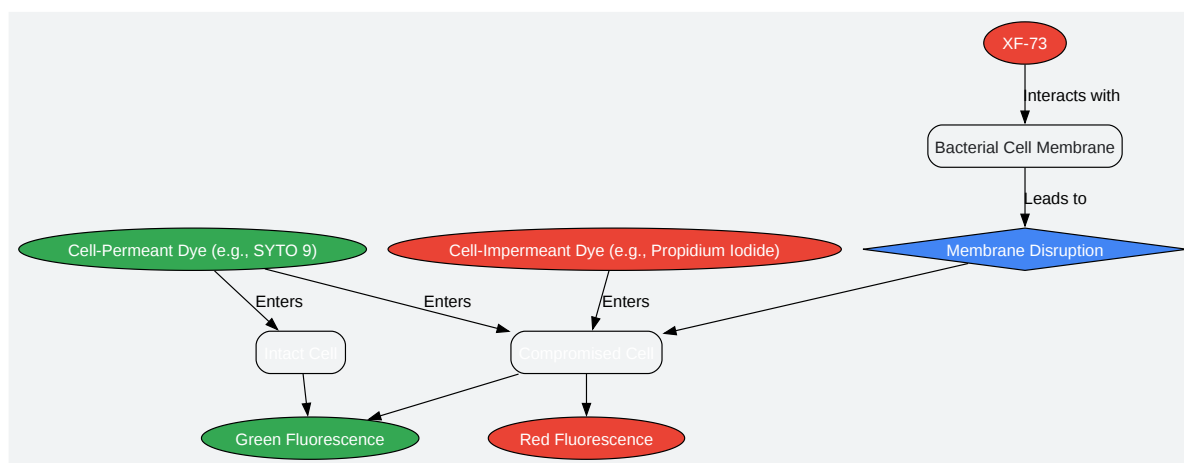 XF-73
Interacts with
Bacterial Cell Membrane
Leads to
Cell-Permeant Dye (e.g., SYTO 9)
Cell-Impermeant Dye (e.g., Propidium Iodide)
Membrane Disruption
Enters
Enters
Enters
Intact Cell
Compromised Cell
Green Fluorescence
Red Fluorescence